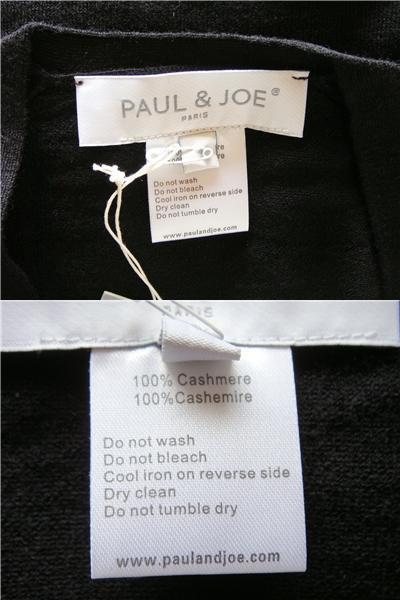 PAUL & JOE®
PARIS
Do not wash
Do not bleach
Cool iron on reverse side
Dry clean
Do not tumble dry
www.paulandjoe.com
PARIS
100% Cashmere
100%Cashemire
Do not wash
Do not bleach
Cool iron on reverse side
Dry clean
Do not tumble dry
www.paulandjoe.com